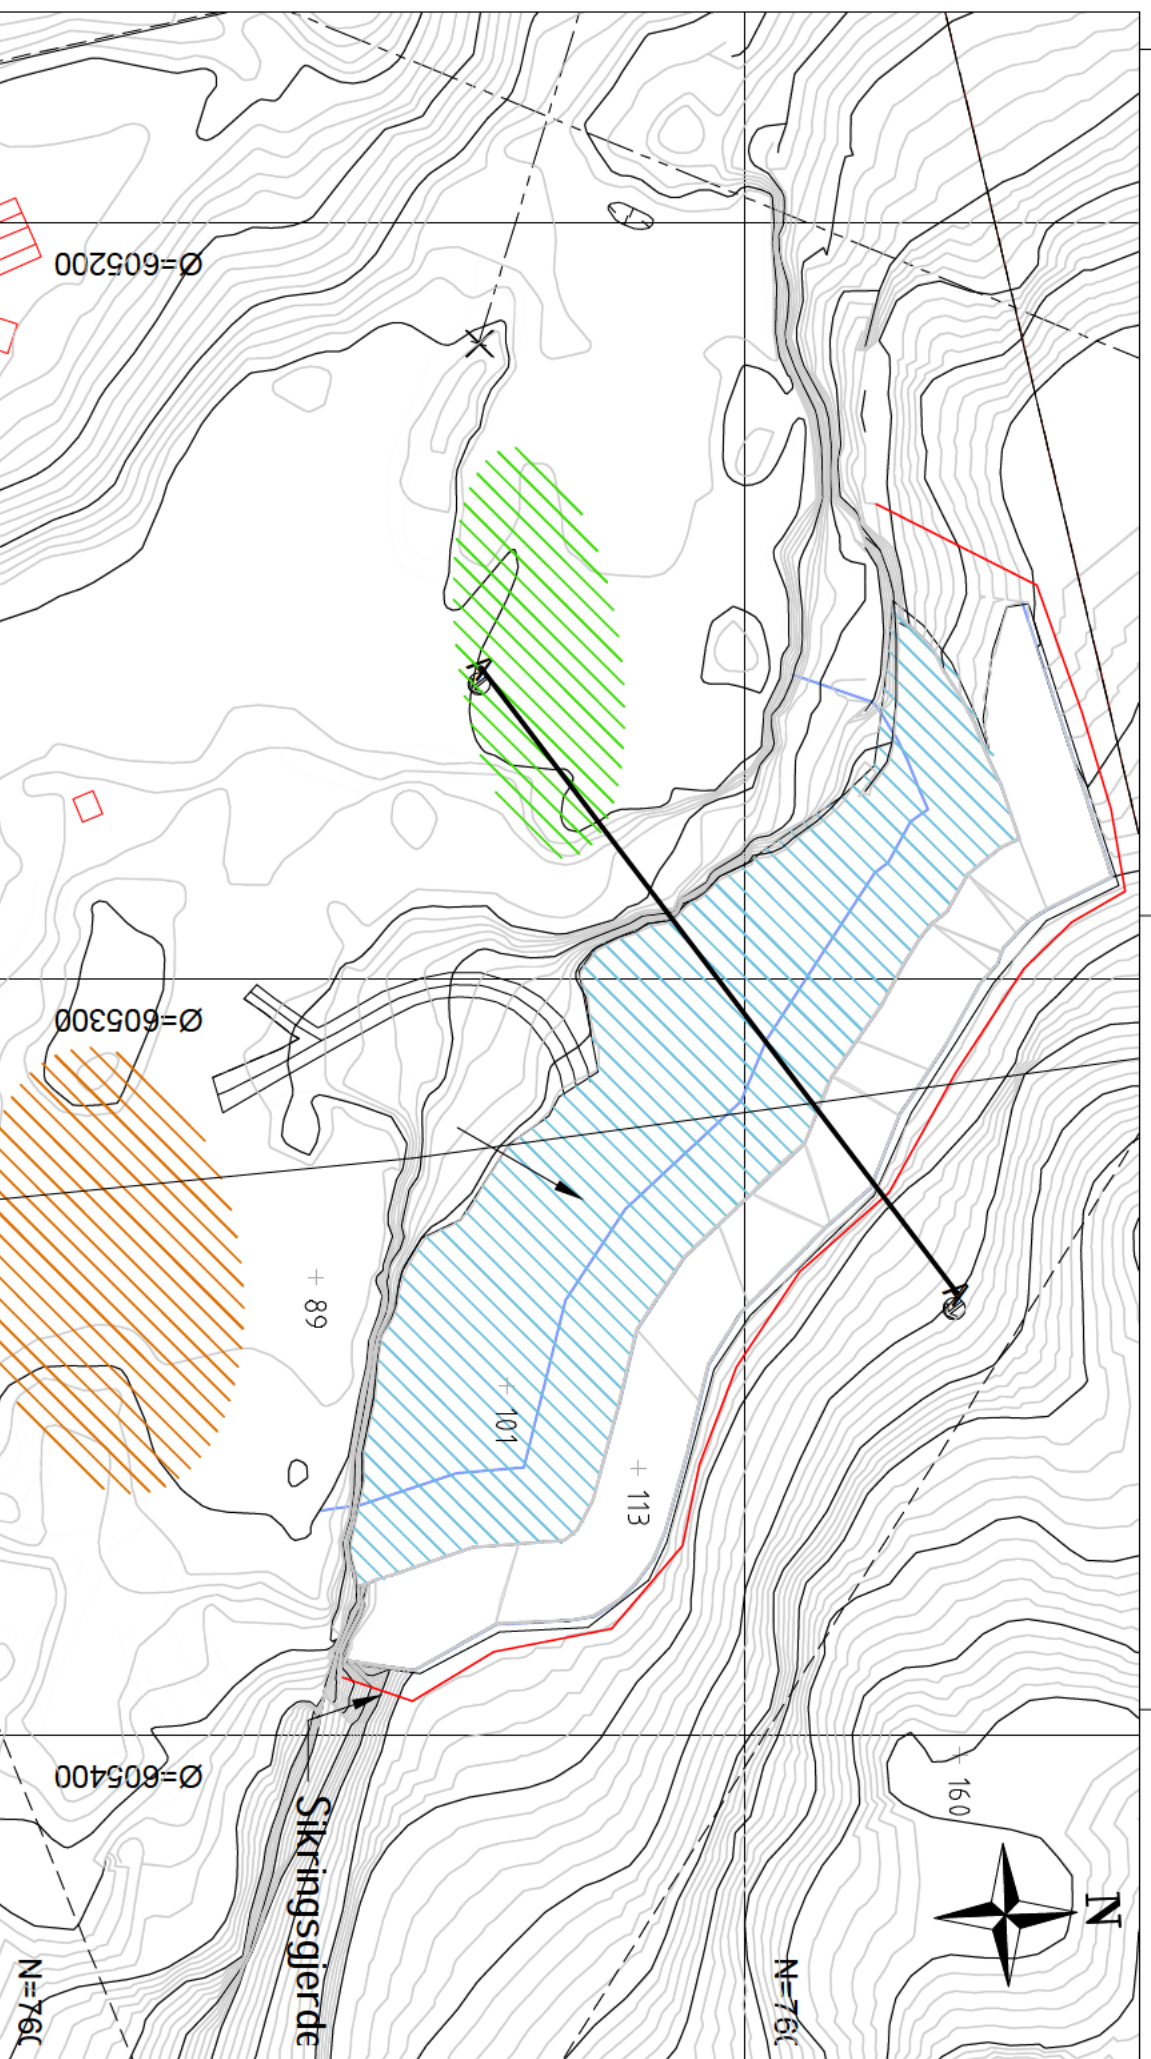 Ø=605200
A
Ø=605300
A
+ 89
+ 101
+ 113
Ø=605400
+ 160
N
Sikringsgjerde